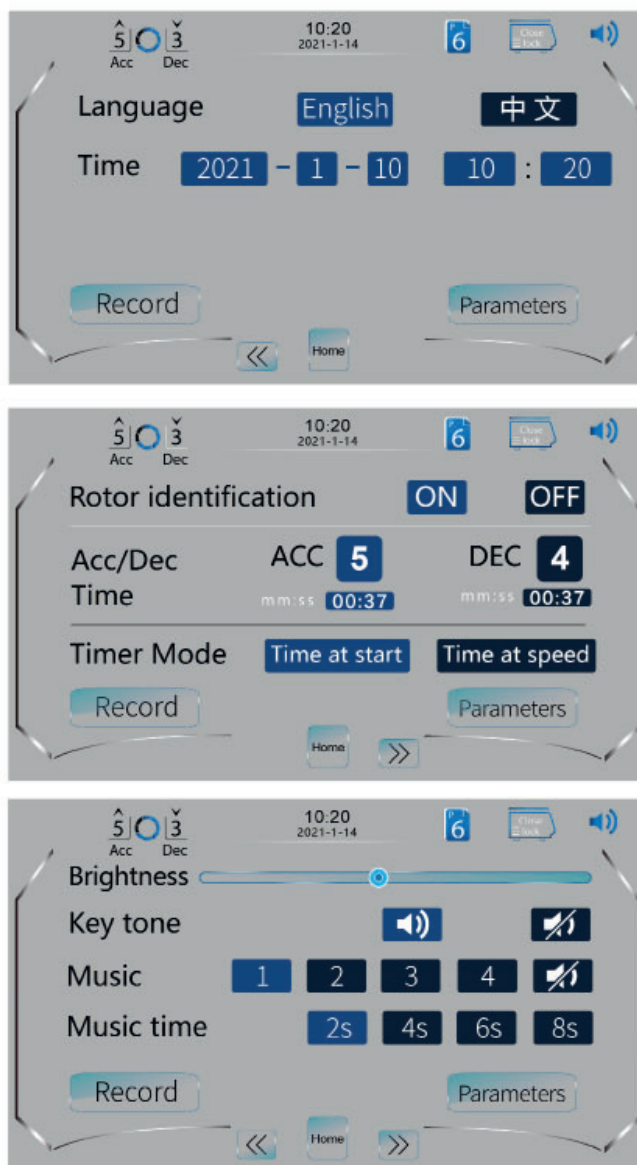 5 3 10:20 P 6 Close lock
Acc Dec 2021-1-14
Language English 中文
Time 2021 - 1 - 10 10 : 20
Record Parameters
Home
5 3 10:20 P 6 Close lock
Acc Dec 2021-1-14
Rotor identification ON OFF
Acc/Dec Time ACC 5 DEC 4
mm:ss 00:37 mm:ss 00:37
Timer Mode Time at start Time at speed
Record Parameters
Home
5 3 10:20 P 6 Close lock
Acc Dec 2021-1-14
Brightness
Key tone
Music 1 2 3 4
Music time 2s 4s 6s 8s
Record Parameters
Home